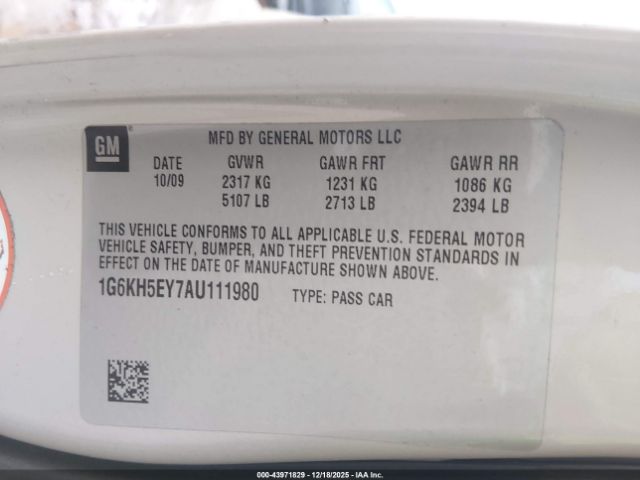 GM
MFD BY GENERAL MOTORS LLC
DATE GVWR GAWR FRT GAWR RR
10/09 2317 KG 1231 KG 1086 KG
5107 LB 2713 LB 2394 LB
THIS VEHICLE CONFORMS TO ALL APPLICABLE U.S. FEDERAL MOTOR
VEHICLE SAFETY, BUMPER, AND THEFT PREVENTION STANDARDS IN
EFFECT ON THE DATE OF MANUFACTURE SHOWN ABOVE.
1G6KH5EY7AU111980 TYPE: PASS CAR
00-43971829 - 12/18/2025 - IAA Inc.